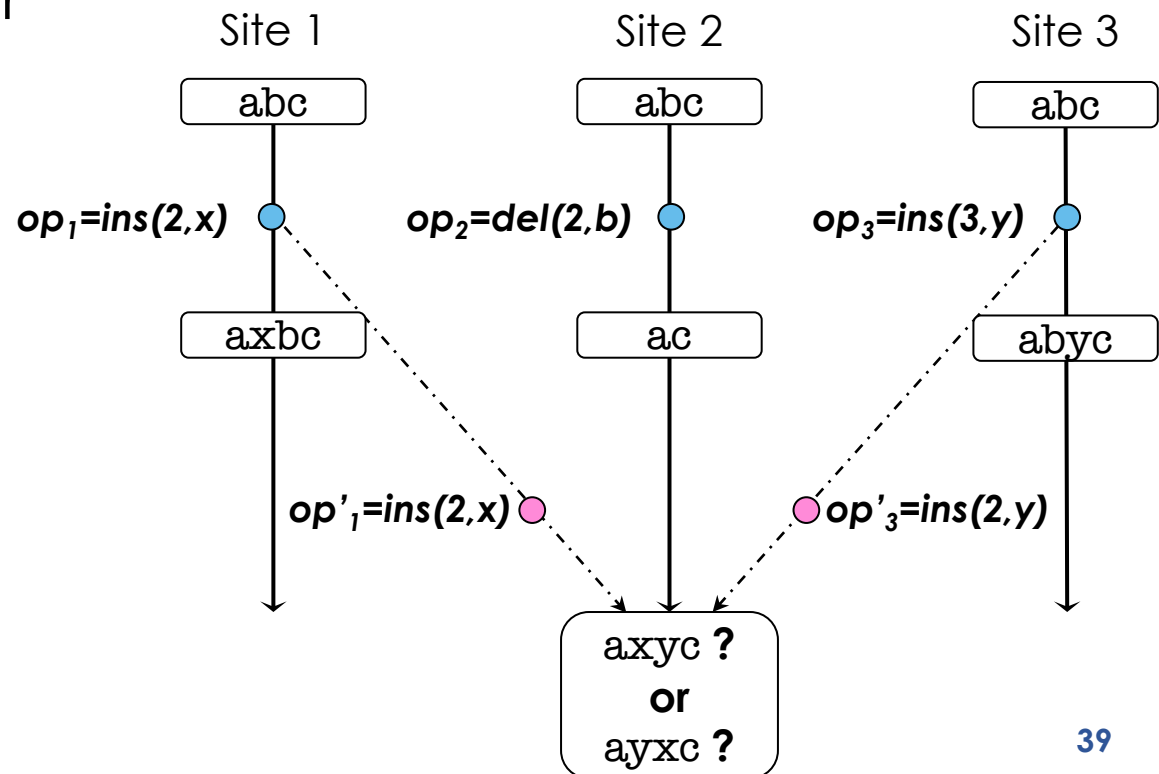 Site 1 Site 2 Site 3
abc abc abc
op1=ins(2,x) op2=del(2,b) op3=ins(3,y)
axbc ac abyc
op’1=ins(2,x) op’3=ins(2,y)
axyc ?
or
ayxc ?
39